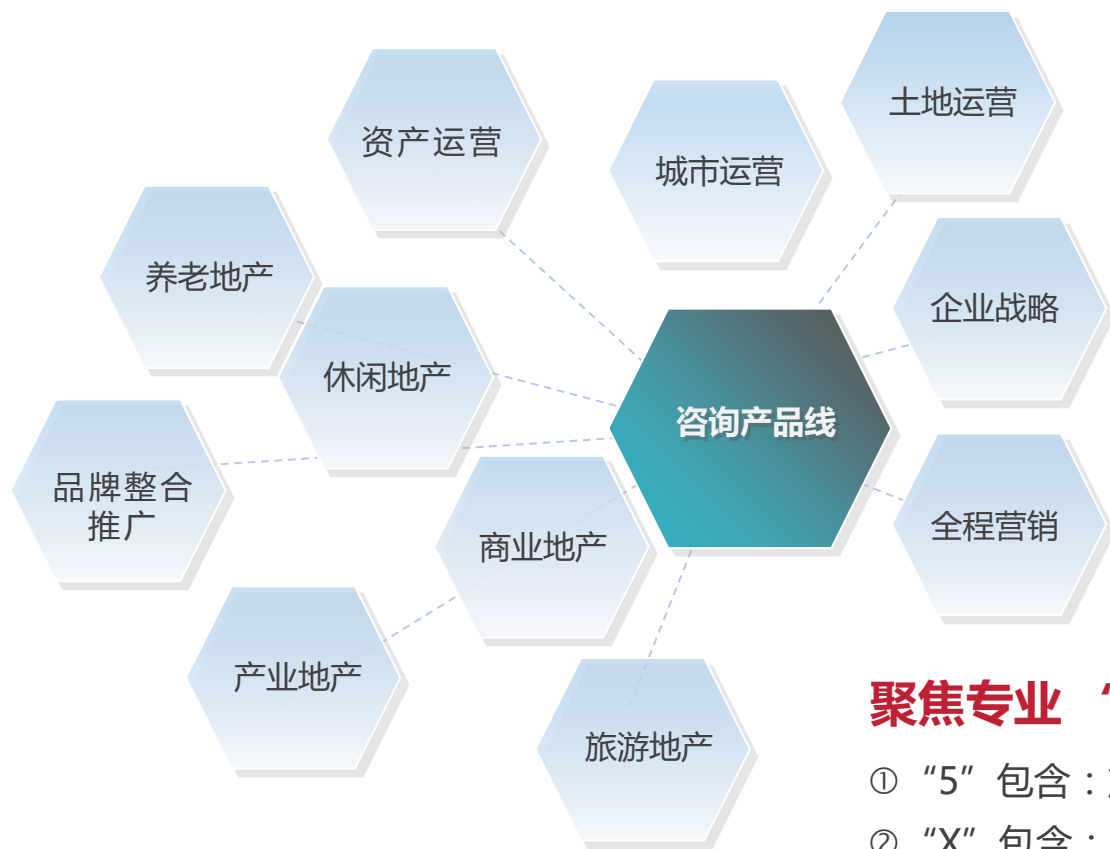 土地运营
资产运营
城市运营
养老地产
企业战略
休闲地产
咨询产品线
品牌整合
推广
全程营销
商业地产
产业地产
旅游地产
聚焦专业“
① “5”包含：
② “X”包含：